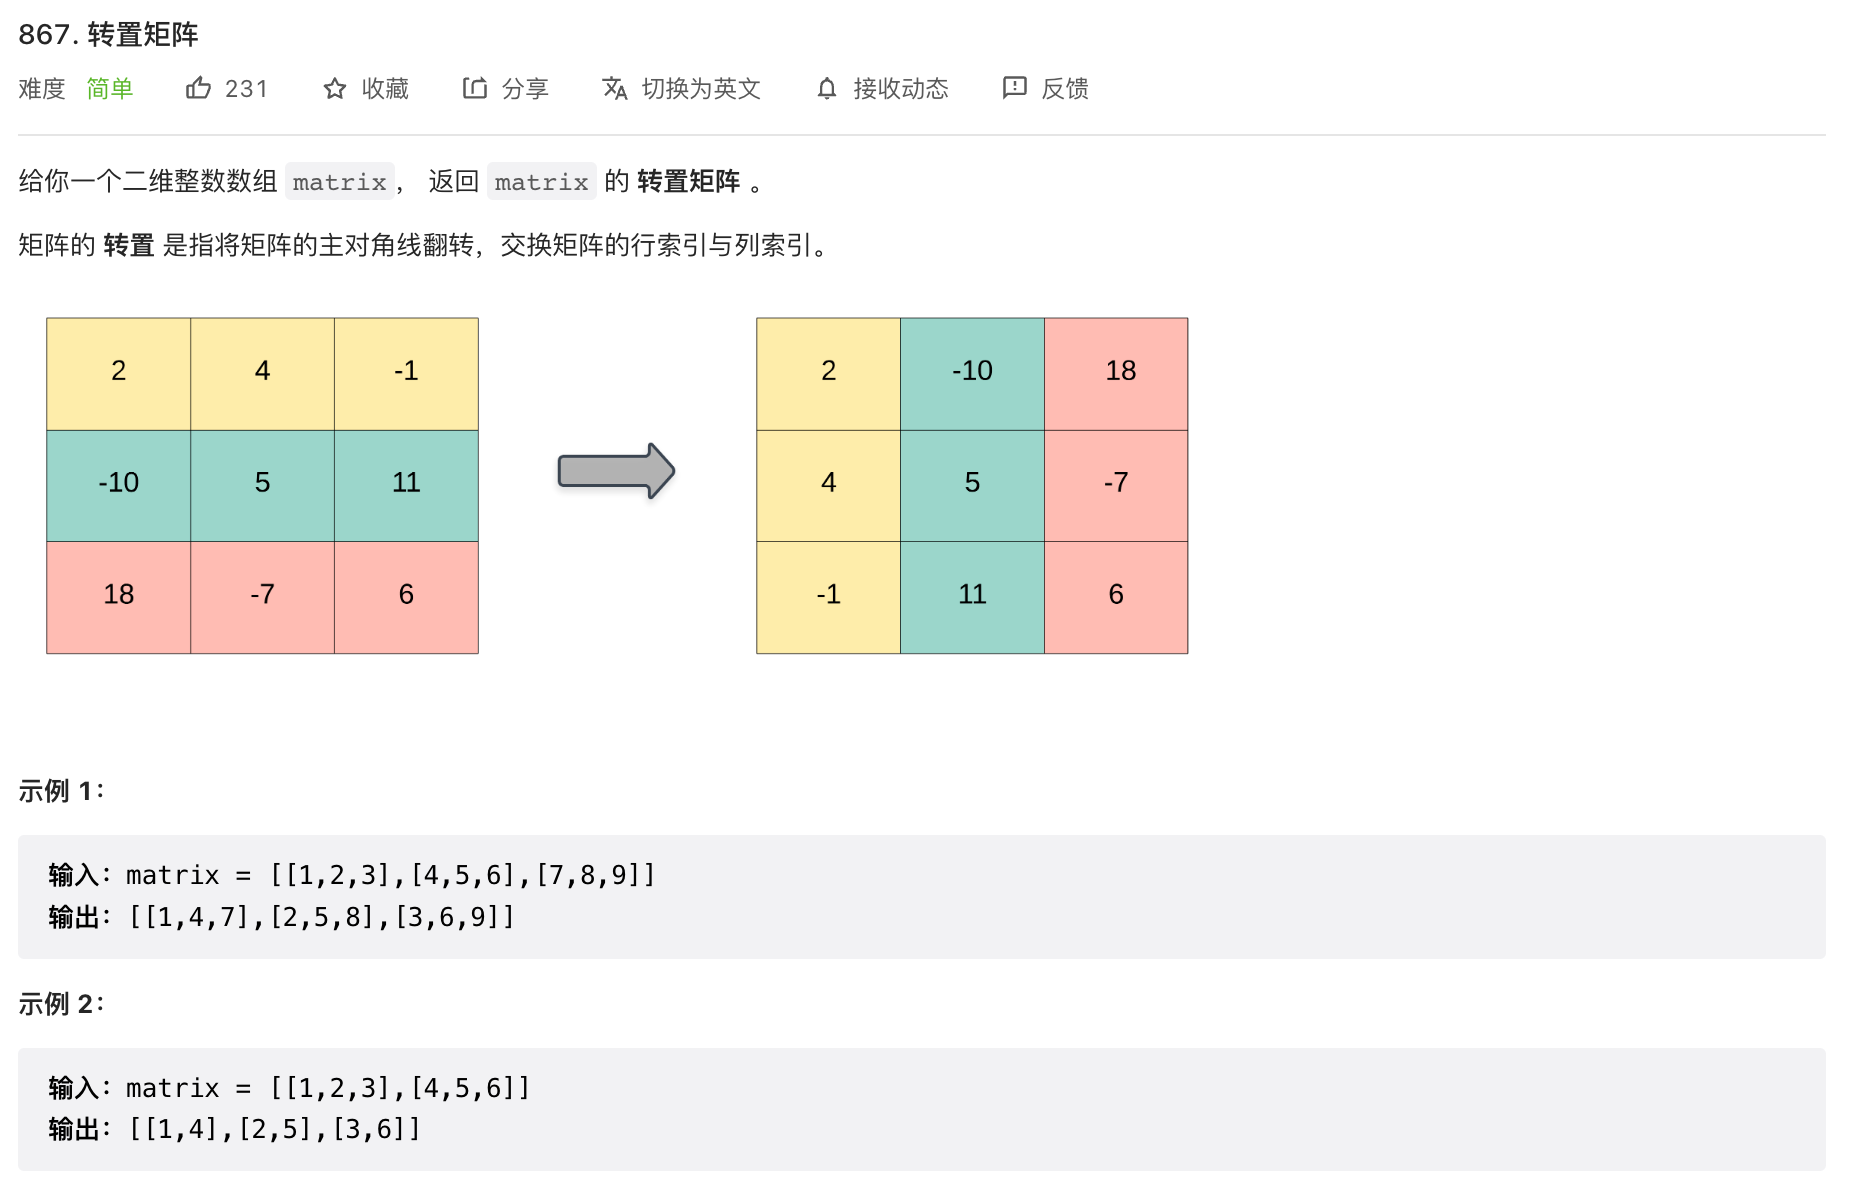 867. 转置矩阵
难度 简单 231 收藏 分享 切换为英文 接收动态 反馈
给你一个二维整数数组 matrix， 返回 matrix 的 转置矩阵 。
矩阵的 转置 是指将矩阵的主对角线翻转，交换矩阵的行索引与列索引。
2 4 -1 2 -10 18
-10 5 11 4 5 -7
18 -7 6 -1 11 6
示例 1：
输入：matrix = [[1,2,3],[4,5,6],[7,8,9]]
输出：[[1,4,7],[2,5,8],[3,6,9]]
示例 2：
输入：matrix = [[1,2,3],[4,5,6]]
输出：[[1,4],[2,5],[3,6]]